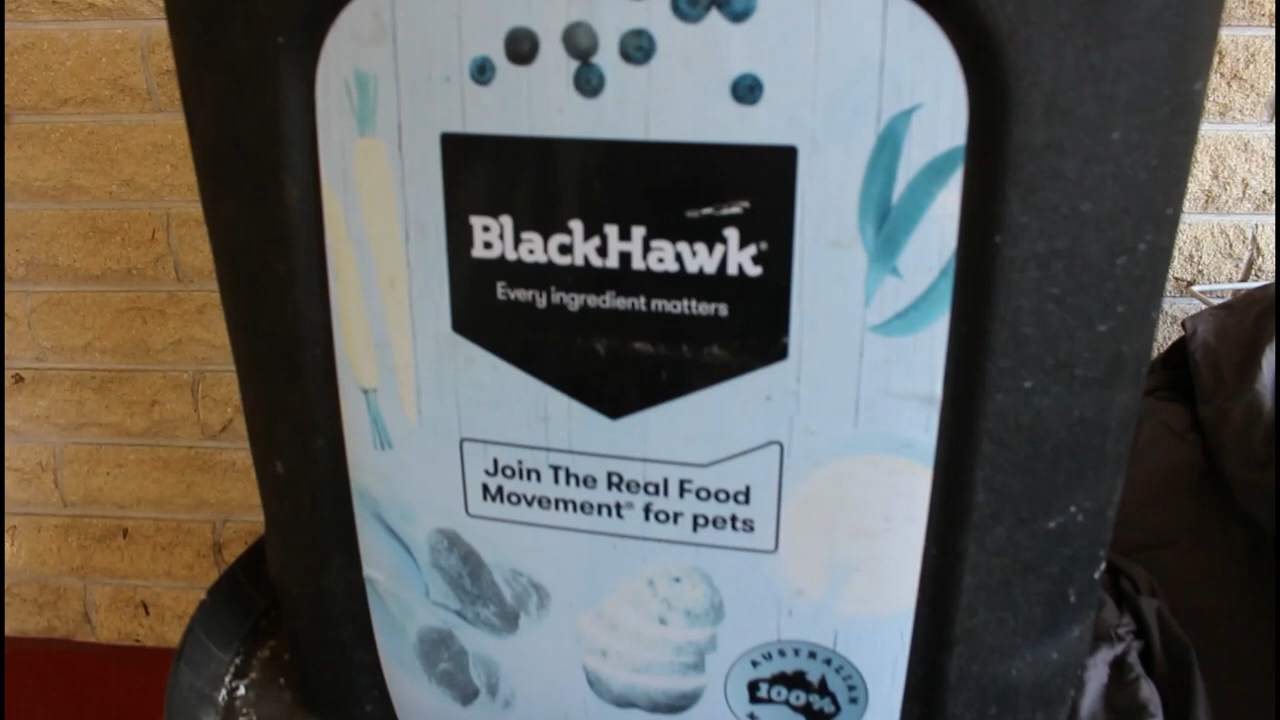 BlackHawk®
Every ingredient matters
Join The Real Food
Movement® for pets
AUSTRALIAN
100%